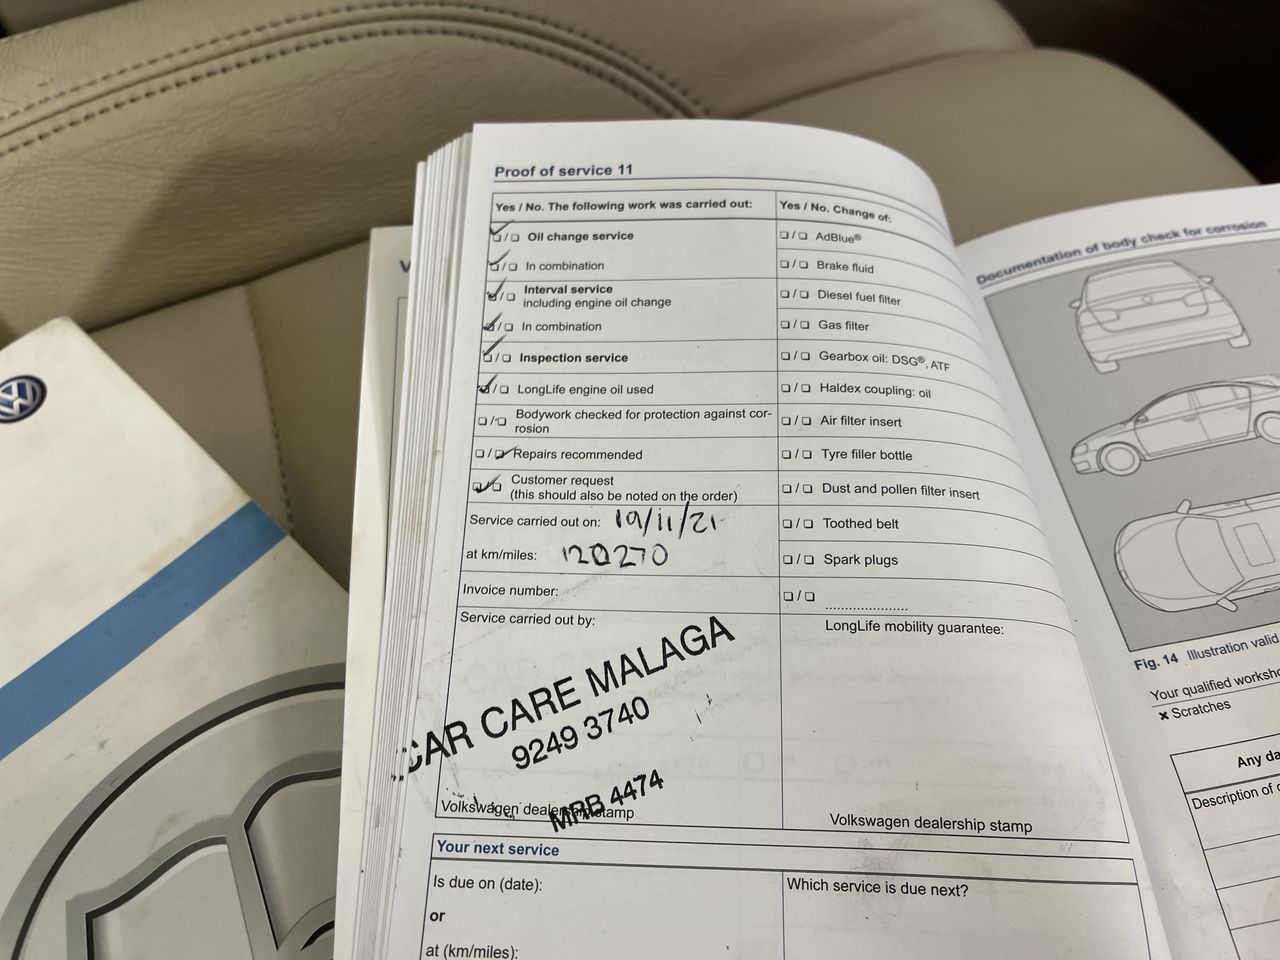 Proof of service 11
Yes / No. The following work was carried out:
Yes / No. Change of:
☑/☐ Oil change service
☐/☐ AdBlue®
☑/☐ In combination
☐/☐ Brake fluid
☑/☐ Interval service
including engine oil change
☐/☐ Diesel fuel filter
☑/☐ In combination
☐/☐ Gas filter
☑/☐ Inspection service
☐/☐ Gearbox oil: DSG®, ATF
☑/☐ LongLife engine oil used
☐/☐ Haldex coupling: oil
☐/☐ Bodywork checked for protection against cor-
rosion
☐/☐ Air filter insert
☐/☑ Repairs recommended
☐/☐ Tyre filler bottle
☑/☐ Customer request
(this should also be noted on the order)
☐/☐ Dust and pollen filter insert
Service carried out on: 19/11/21
☐/☐ Toothed belt
at km/miles: 120270
☐/☐ Spark plugs
Invoice number:
☐/☐ ......................
Service carried out by:
LongLife mobility guarantee:
CAR CARE MALAGA
9249 3740
MRB 4474
Volkswagen dealership stamp
Volkswagen dealership stamp
Your next service
Is due on (date):
Which service is due next?
or
at (km/miles):
Documentation of body check for corrosion
Fig. 14 Illustration valid
Your qualified
✗ Scratches
Any
Description of
VW